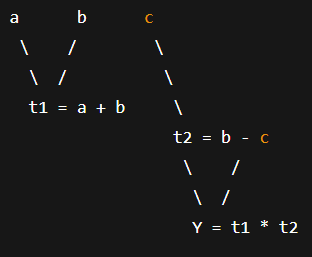 a b c
\ / \
\ / \
t1 = a + b \
t2 = b - c
\ /
\ /
Y = t1 * t2